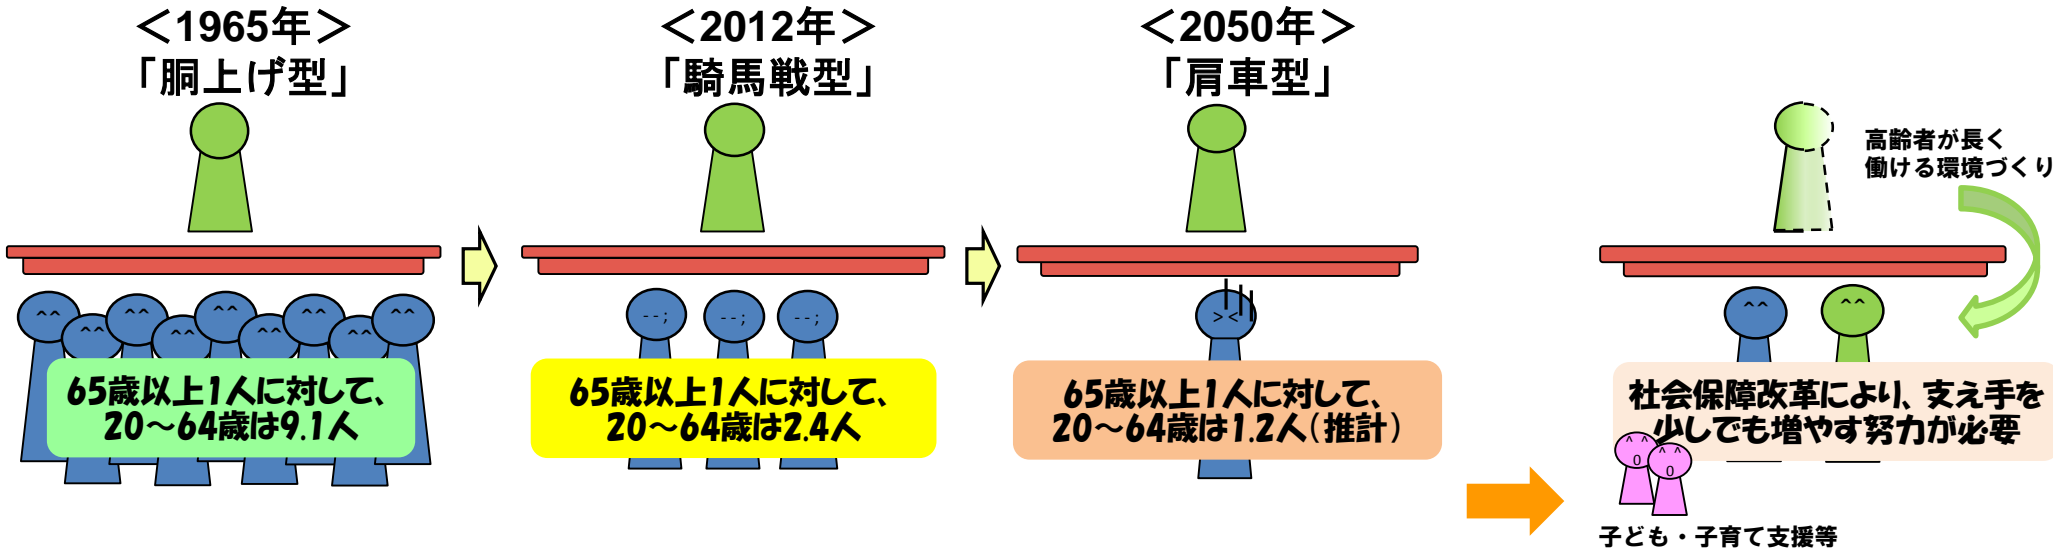 ＜1965年＞
「胴上げ型」
65歳以上1人に対して、
20～64歳は9.1人
＜2012年＞
「騎馬戦型」
65歳以上1人に対して、
20～64歳は2.4人
＜2050年＞
「肩車型」
65歳以上1人に対して、
20～64歳は1.2人（推計）
高齢者が長く
働ける環境づくり
社会保障改革により、支え手を
少しでも増やす努力が必要
子ども・子育て支援等